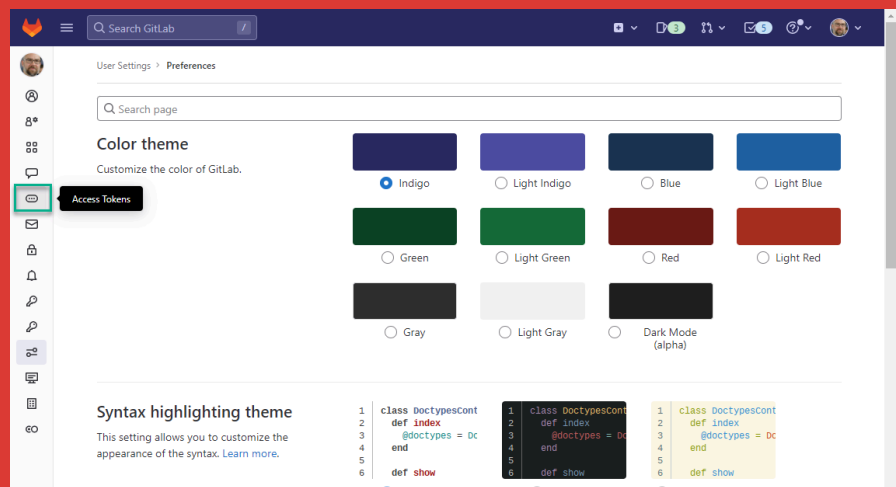 Search GitLab /
3
5
User Settings > Preferences
Search page
Color theme
Customize the color of GitLab.
Access Tokens
Indigo
Light Indigo
Blue
Light Blue
Green
Light Green
Red
Light Red
Gray
Light Gray
Dark Mode
(alpha)
Syntax highlighting theme
This setting allows you to customize the
appearance of the syntax. Learn more.
1 class DoctypesCont
2 def index
3 @doctypes = Do
4 end
5
6 def show
1 class DoctypesCont
2 def index
3 @doctypes = Do
4 end
5
6 def show
1 class DoctypesCont
2 def index
3 @doctypes = Do
4 end
5
6 def show